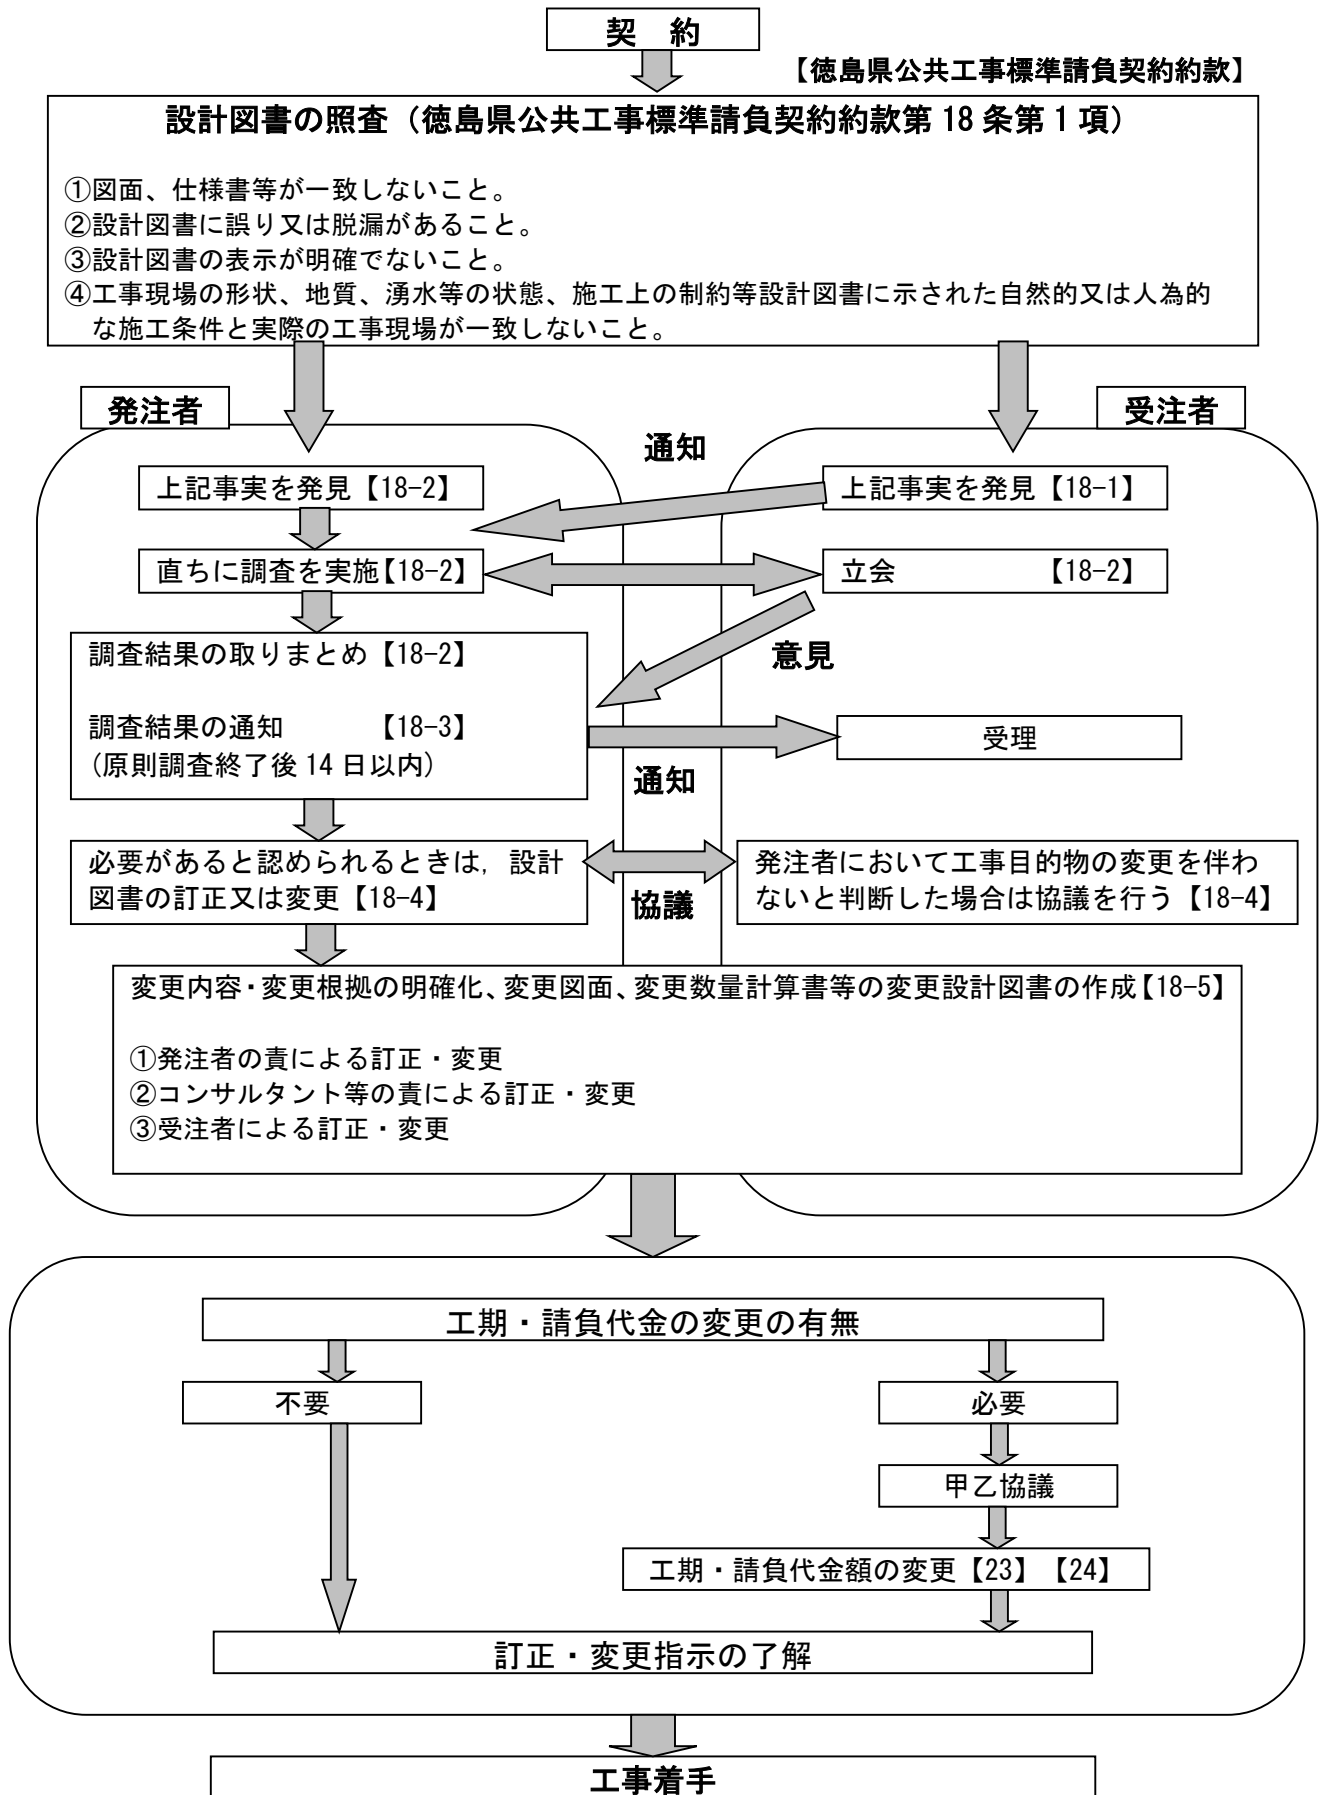 契　約
【徳島県公共工事標準請負契約約款】
設計図書の照査（徳島県公共工事標準請負契約約款第 18 条第 1 項）
①図面、仕様書等が一致しないこと。
②設計図書に誤り又は脱漏があること。
③設計図書の表示が明確でないこと。
④工事現場の形状、地質、湧水等の状態、施工上の制約等設計図書に示された自然的又は人為的
な施工条件と実際の工事現場が一致しないこと。
発注者
受注者
通知
上記事実を発見【18-2】
上記事実を発見【18-1】
直ちに調査を実施【18-2】
立会　　　　　　【18-2】
調査結果の取りまとめ【18-2】
意見
調査結果の通知　　　　【18-3】
(原則調査終了後 14 日以内)
受理
通知
必要があると認められるときは，設計
図書の訂正又は変更【18-4】
協議
発注者において工事目的物の変更を伴わ
ないと判断した場合は協議を行う【18-4】
変更内容・変更根拠の明確化、変更図面、変更数量計算書等の変更設計図書の作成【18-5】
①発注者の責による訂正・変更
②コンサルタント等の責による訂正・変更
③受注者による訂正・変更
工期・請負代金の変更の有無
不要
必要
甲乙協議
工期・請負代金額の変更【23】【24】
訂正・変更指示の了解
工事着手